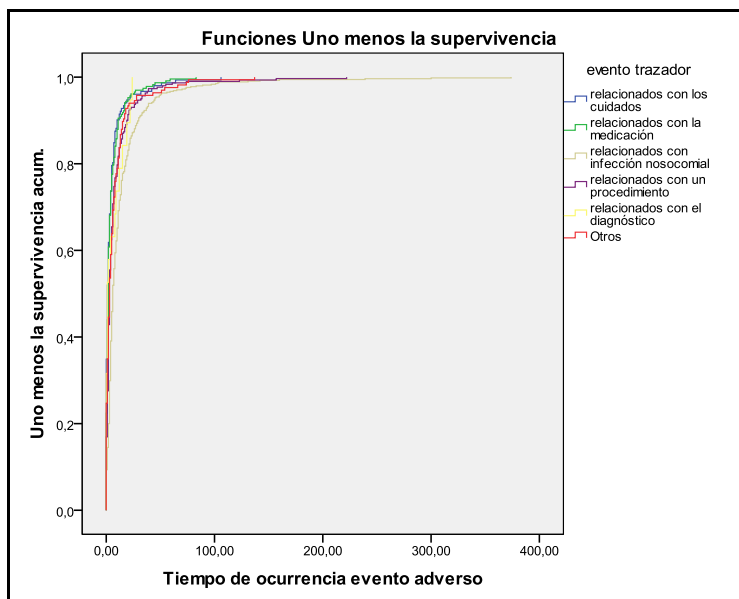 Funciones Uno menos la supervivencia
evento trazador
relacionados con los
cuidados
relacionados con la
medicación
relacionados con
infección nosocomial
relacionados con un
procedimiento
relacionados con el
diagnóstico
Otros
Uno menos la supervivencia acum.
1,0
0,8
0,6
0,4
0,2
0,0
0,00 100,00 200,00 300,00 400,00
Tiempo de ocurrencia evento adverso